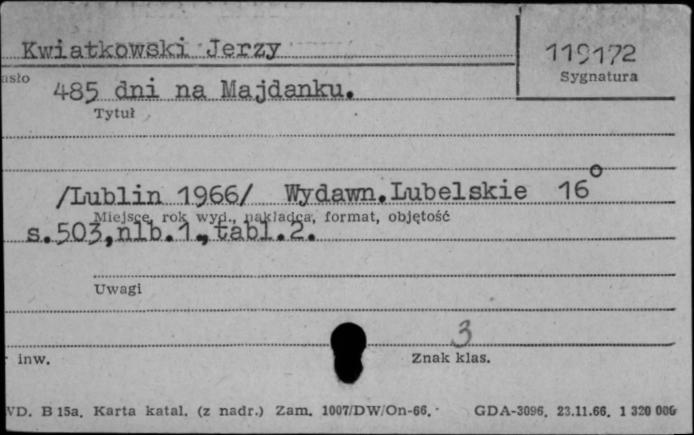 Kwiatkowski Jerzy
119172
asło
Sygnatura
485 dni na Majdanku.
Tytuł
/Lublin 1966/ Wydawn.Lubelskie 16°
Miejsce, rok wyd., nakładca, format, objętość
s.503,nlb.1.,tabl.2.
Uwagi
3
inw.
Znak klas.
WD. B 15a. Karta katal. (z nadr.) Zam. 1007/DW/On-66. GDA-3096. 23.11.66. 1 320 000